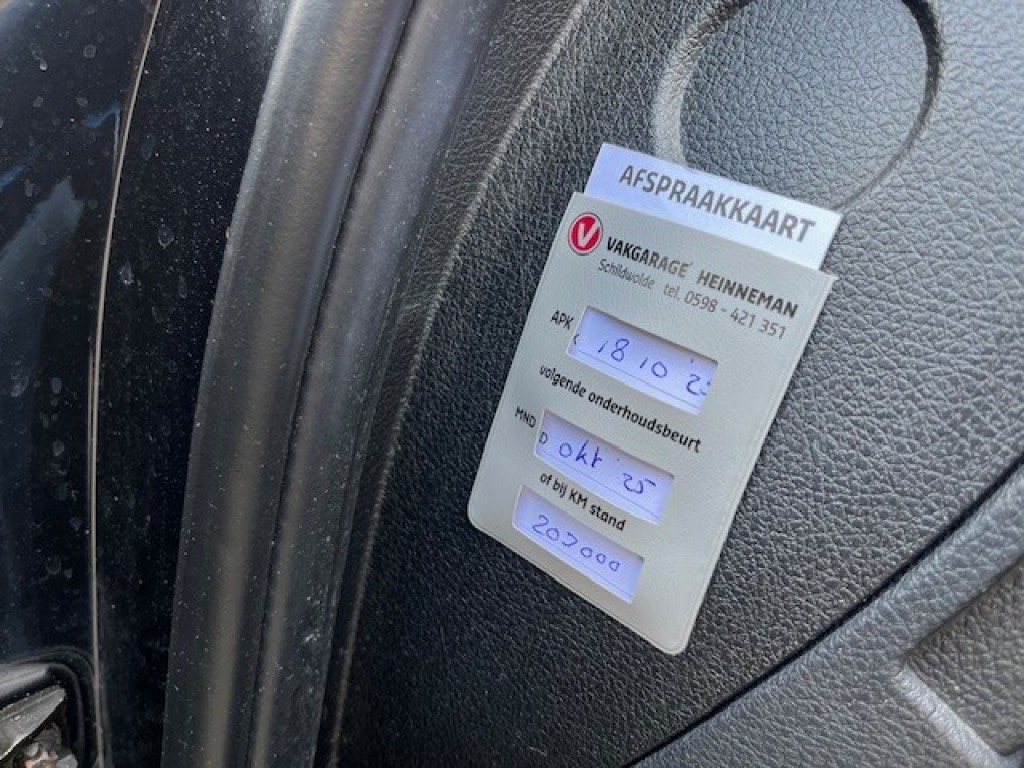 AFSPRAAKKAART
V
VAKGARAGE HEINNEMAN
Schildwolde tel. 0598 - 421 351
APK
18 10 '25
volgende onderhoudsbeurt
MND
okt '25
of bij KM stand
207000